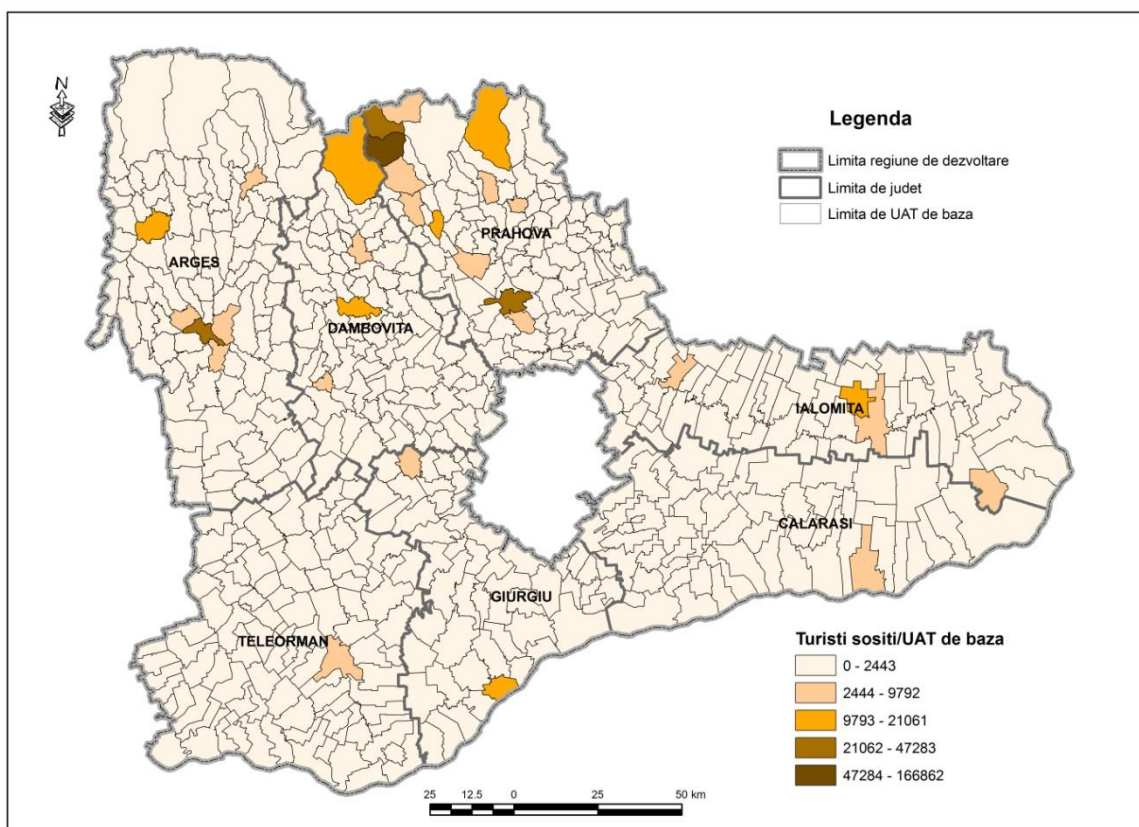 N
Legenda
Limita regiune de dezvoltare
Limita de judet
Limita de UAT de baza
PRAHOVA
ARGES
DAMBOVITA
IALOMITA
CALARASI
GIURGIU
TELEORMAN
Turisti sositi/UAT de baza
0 - 2443
2444 - 9792
9793 - 21061
21062 - 47283
47284 - 166862
25 12.5 0 25 50 km